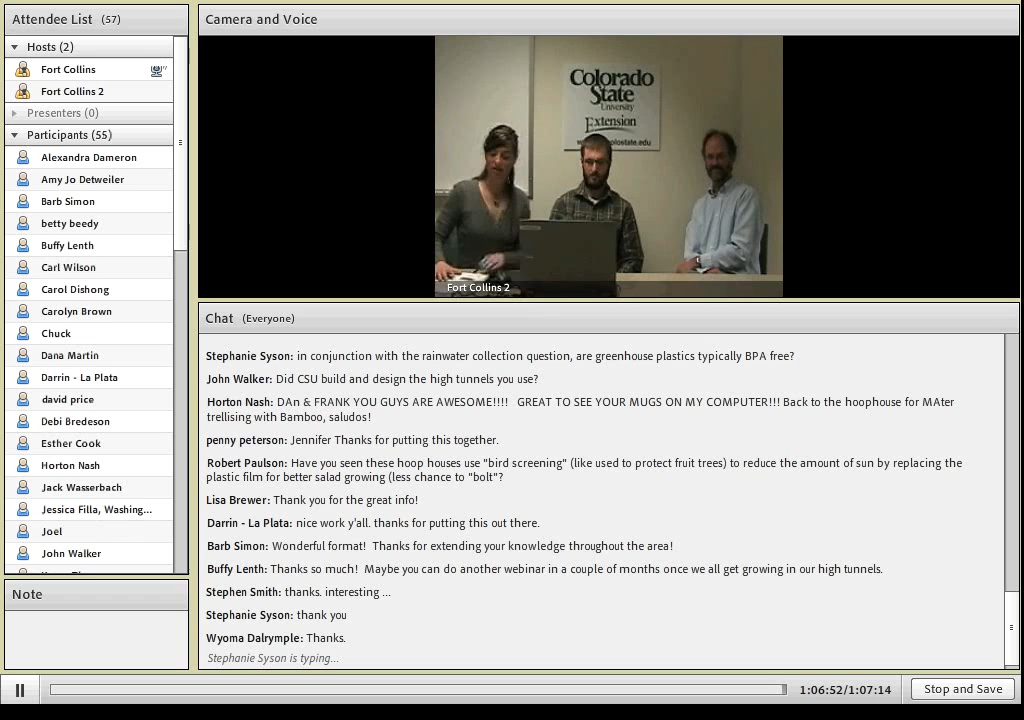 Attendee List (57)
Hosts (2)
Fort Collins
Fort Collins 2
Presenters (0)
Participants (55)
Alexandra Dameron
Amy Jo Detweiler
Barb Simon
betty beedy
Buffy Lenth
Carl Wilson
Carol Dishong
Carolyn Brown
Chuck
Dana Martin
Darrin - La Plata
david price
Debi Bredeson
Esther Cook
Horton Nash
Jack Wasserbach
Jessica Filla, Washing...
Joel
John Walker
Note
Camera and Voice
Colorado
State
University
Extension
Fort Collins 2
Chat (Everyone)
Stephanie Syson: in conjunction with the rainwater collection question, are greenhouse plastics typically BPA free?
John Walker: Did CSU build and design the high tunnels you use?
Horton Nash: DAn & FRANK YOU GUYS ARE AWESOME!!!! GREAT TO SEE YOUR MUGS ON MY COMPUTER!!! Back to the hoophouse for MAter
trellising with Bamboo, saludos!
penny peterson: Jennifer Thanks for putting this together.
Robert Paulson: Have you seen these hoop houses use "bird screening" (like used to protect fruit trees) to reduce the amount of sun by replacing the
plastic film for better salad growing (less chance to "bolt"?
Lisa Brewer: Thank you for the great info!
Darrin - La Plata: nice work y'all. thanks for putting this out there.
Barb Simon: Wonderful format! Thanks for extending your knowledge throughout the area!
Buffy Lenth: Thanks so much! Maybe you can do another webinar in a couple of months once we all get growing in our high tunnels.
Stephen Smith: thanks. interesting ...
Stephanie Syson: thank you
Wyoma Dalrymple: Thanks.
Stephanie Syson is typing...
1:06:52/1:07:14
Stop and Save